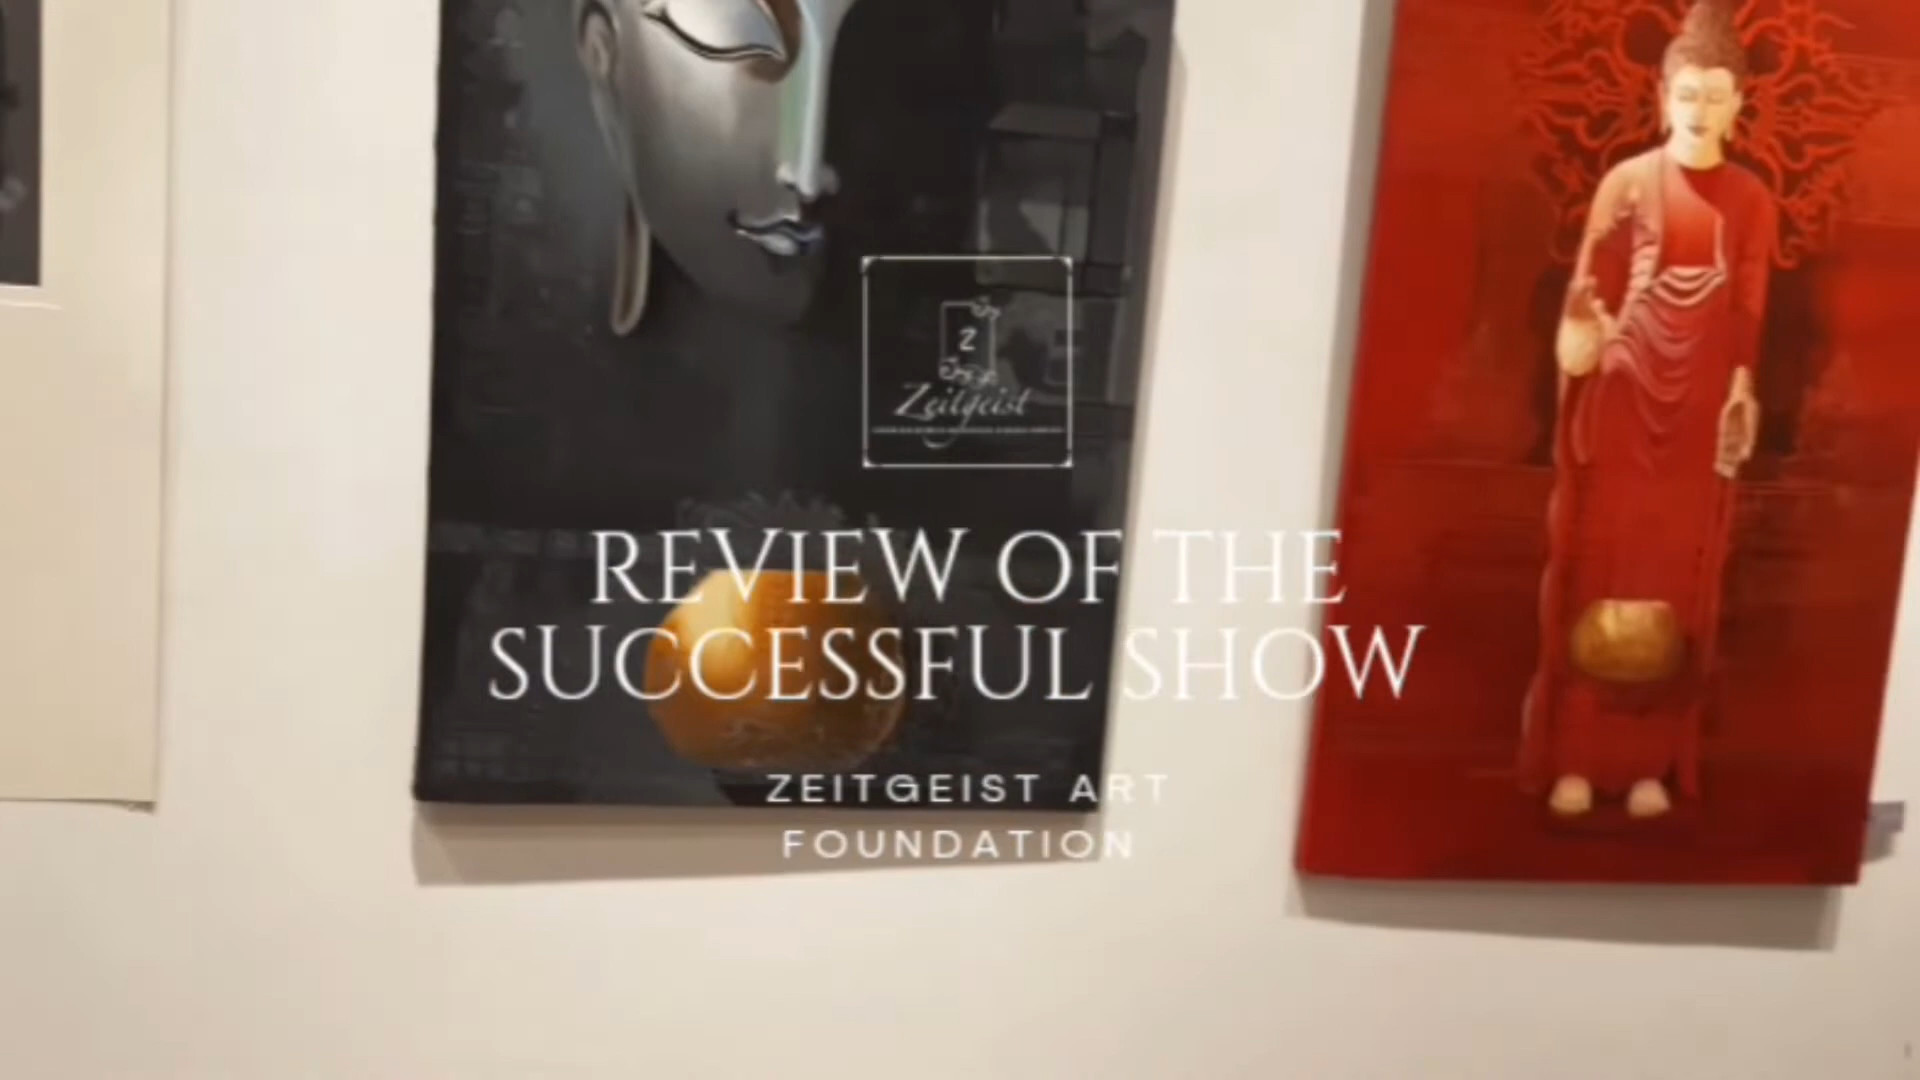 Z
Zeitgeist
REVIEW OF THE
SUCCESSFUL SHOW
ZEITGEIST ART
FOUNDATION